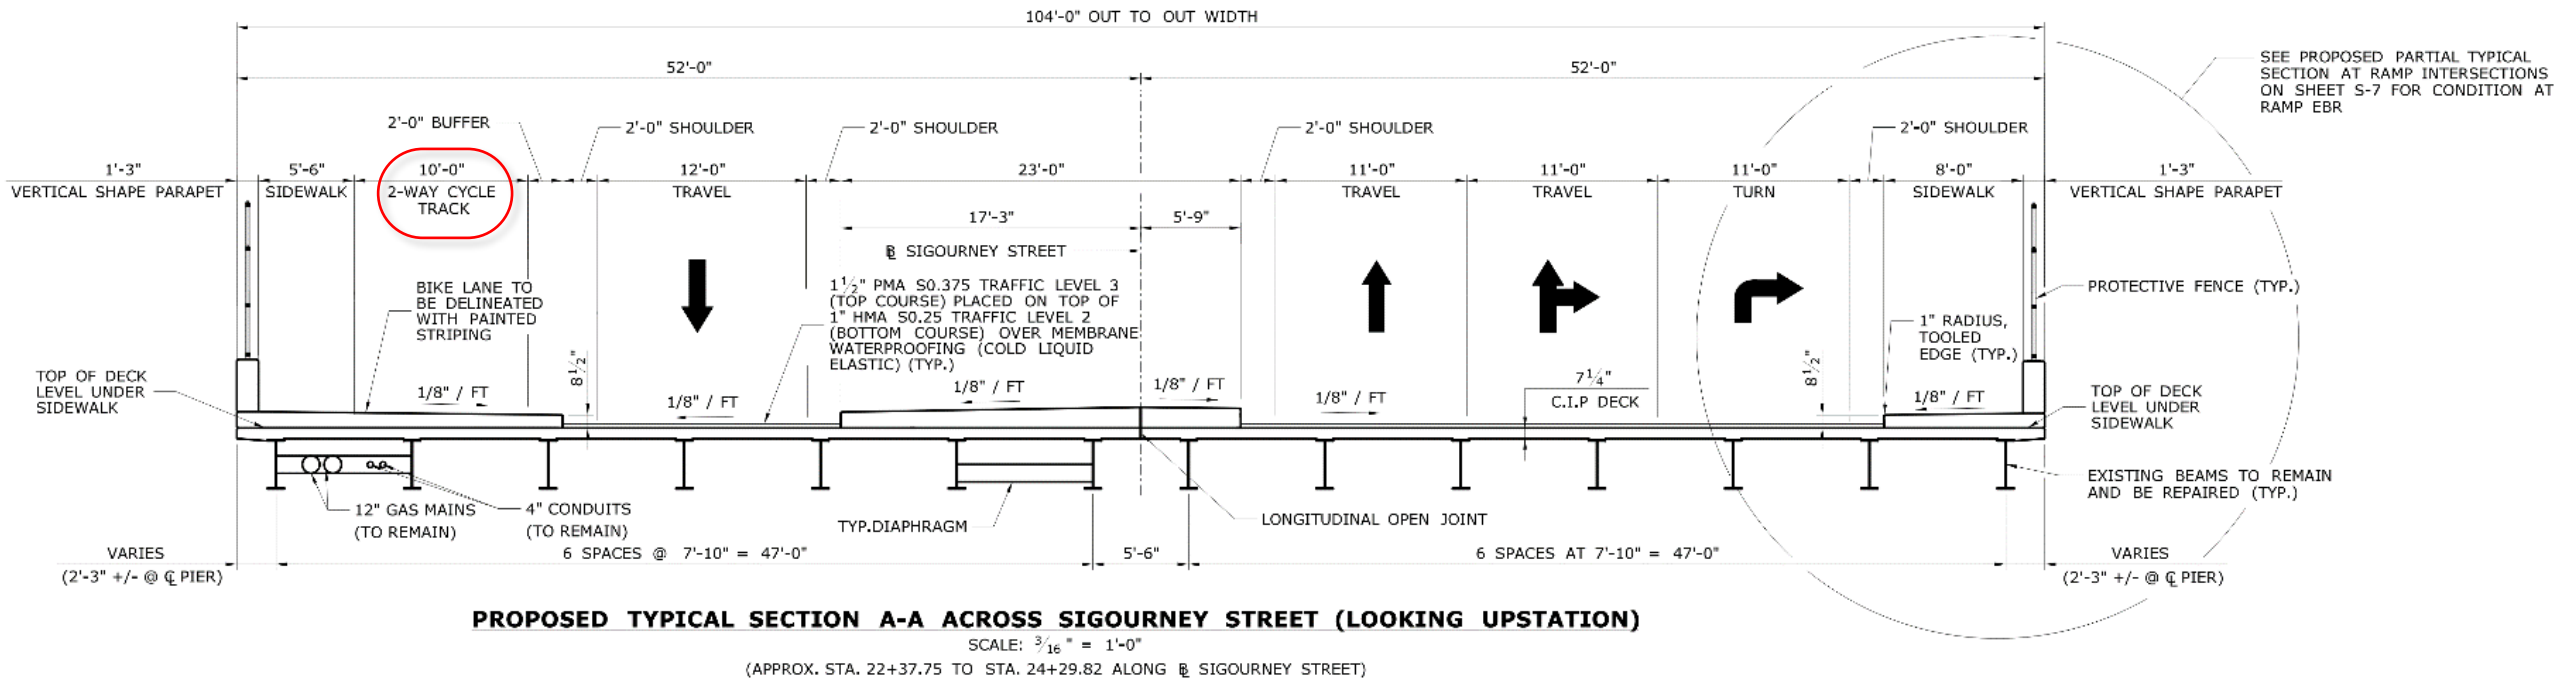 104'-0" OUT TO OUT WIDTH
52'-0"
52'-0"
SEE PROPOSED PARTIAL TYPICAL
SECTION AT RAMP INTERSECTIONS
ON SHEET S-7 FOR CONDITION AT
RAMP EBR
2'-0" BUFFER
2'-0" SHOULDER
2'-0" SHOULDER
2'-0" SHOULDER
2'-0" SHOULDER
1'-3"
VERTICAL SHAPE PARAPET
5'-6"
SIDEWALK
10'-0"
2-WAY CYCLE
TRACK
12'-0"
TRAVEL
23'-0"
11'-0"
TRAVEL
11'-0"
TRAVEL
11'-0"
TURN
8'-0"
SIDEWALK
1'-3"
VERTICAL SHAPE PARAPET
17'-3"
5'-9"
℄ SIGOURNEY STREET
BIKE LANE TO
BE DELINEATED
WITH PAINTED
STRIPING
1½" PMA S0.375 TRAFFIC LEVEL 3
(TOP COURSE) PLACED ON TOP OF
1" HMA S0.25 TRAFFIC LEVEL 2
(BOTTOM COURSE) OVER MEMBRANE
WATERPROOFING (COLD LIQUID
ELASTIC) (TYP.)
PROTECTIVE FENCE (TYP.)
1" RADIUS,
TOOLED
EDGE (TYP.)
TOP OF DECK
LEVEL UNDER
SIDEWALK
8½"
8½"
1/8" / FT
1/8" / FT
1/8" / FT
1/8" / FT
1/8" / FT
7¼"
C.I.P DECK
1/8" / FT
TOP OF DECK
LEVEL UNDER
SIDEWALK
12" GAS MAINS
(TO REMAIN)
4" CONDUITS
(TO REMAIN)
TYP.DIAPHRAGM
LONGITUDINAL OPEN JOINT
EXISTING BEAMS TO REMAIN
AND BE REPAIRED (TYP.)
VARIES
(2'-3" +/- @ ℄ PIER)
6 SPACES @ 7'-10" = 47'-0"
5'-6"
6 SPACES AT 7'-10" = 47'-0"
VARIES
(2'-3" +/- @ ℄ PIER)
PROPOSED TYPICAL SECTION A-A ACROSS SIGOURNEY STREET (LOOKING UPSTATION)
SCALE: 3/16" = 1'-0"
(APPROX. STA. 22+37.75 TO STA. 24+29.82 ALONG ℄ SIGOURNEY STREET)